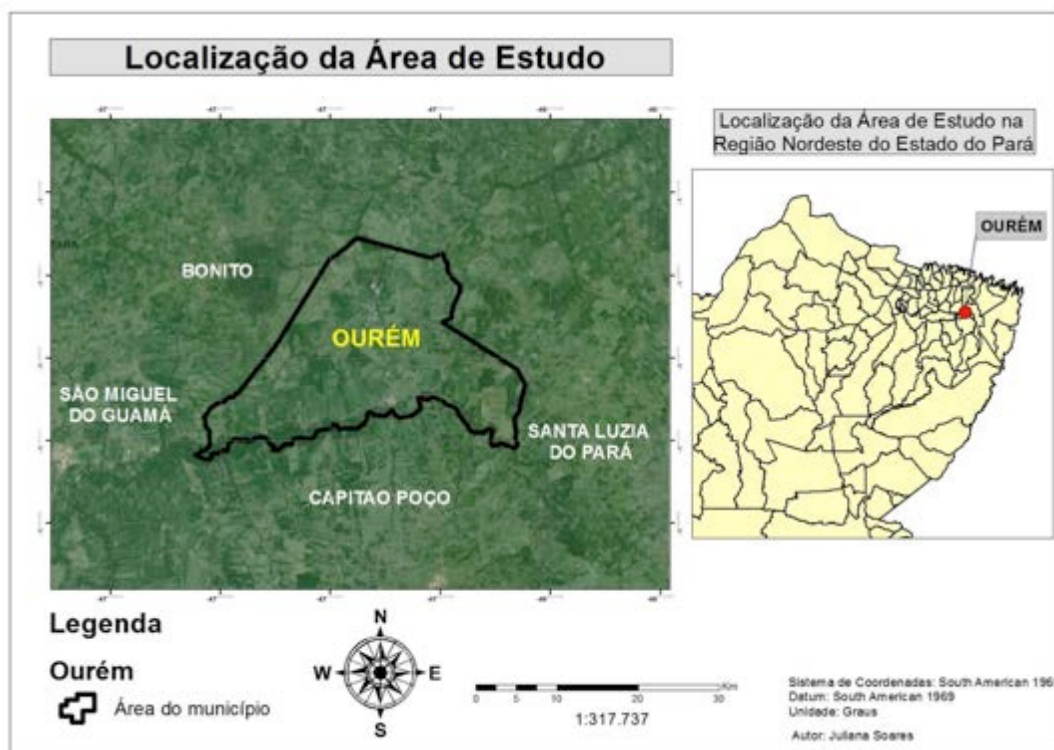 Localização da Área de Estudo
Localização da Área de Estudo na
Região Nordeste do Estado do Pará
OURÉM
BONITO
OURÉM
SÃO MIGUEL
DO GUAMÁ
SANTA LUZIA
DO PARÁ
CAPITAO POÇO
Legenda
Ourém
Área do município
N
W
E
S
0 5 10 20 30
Km
1:317.737
Sistema de Coordenadas: South American 196
Datum: South American 1969
Unidade: Graus
Autor: Juliana Soares